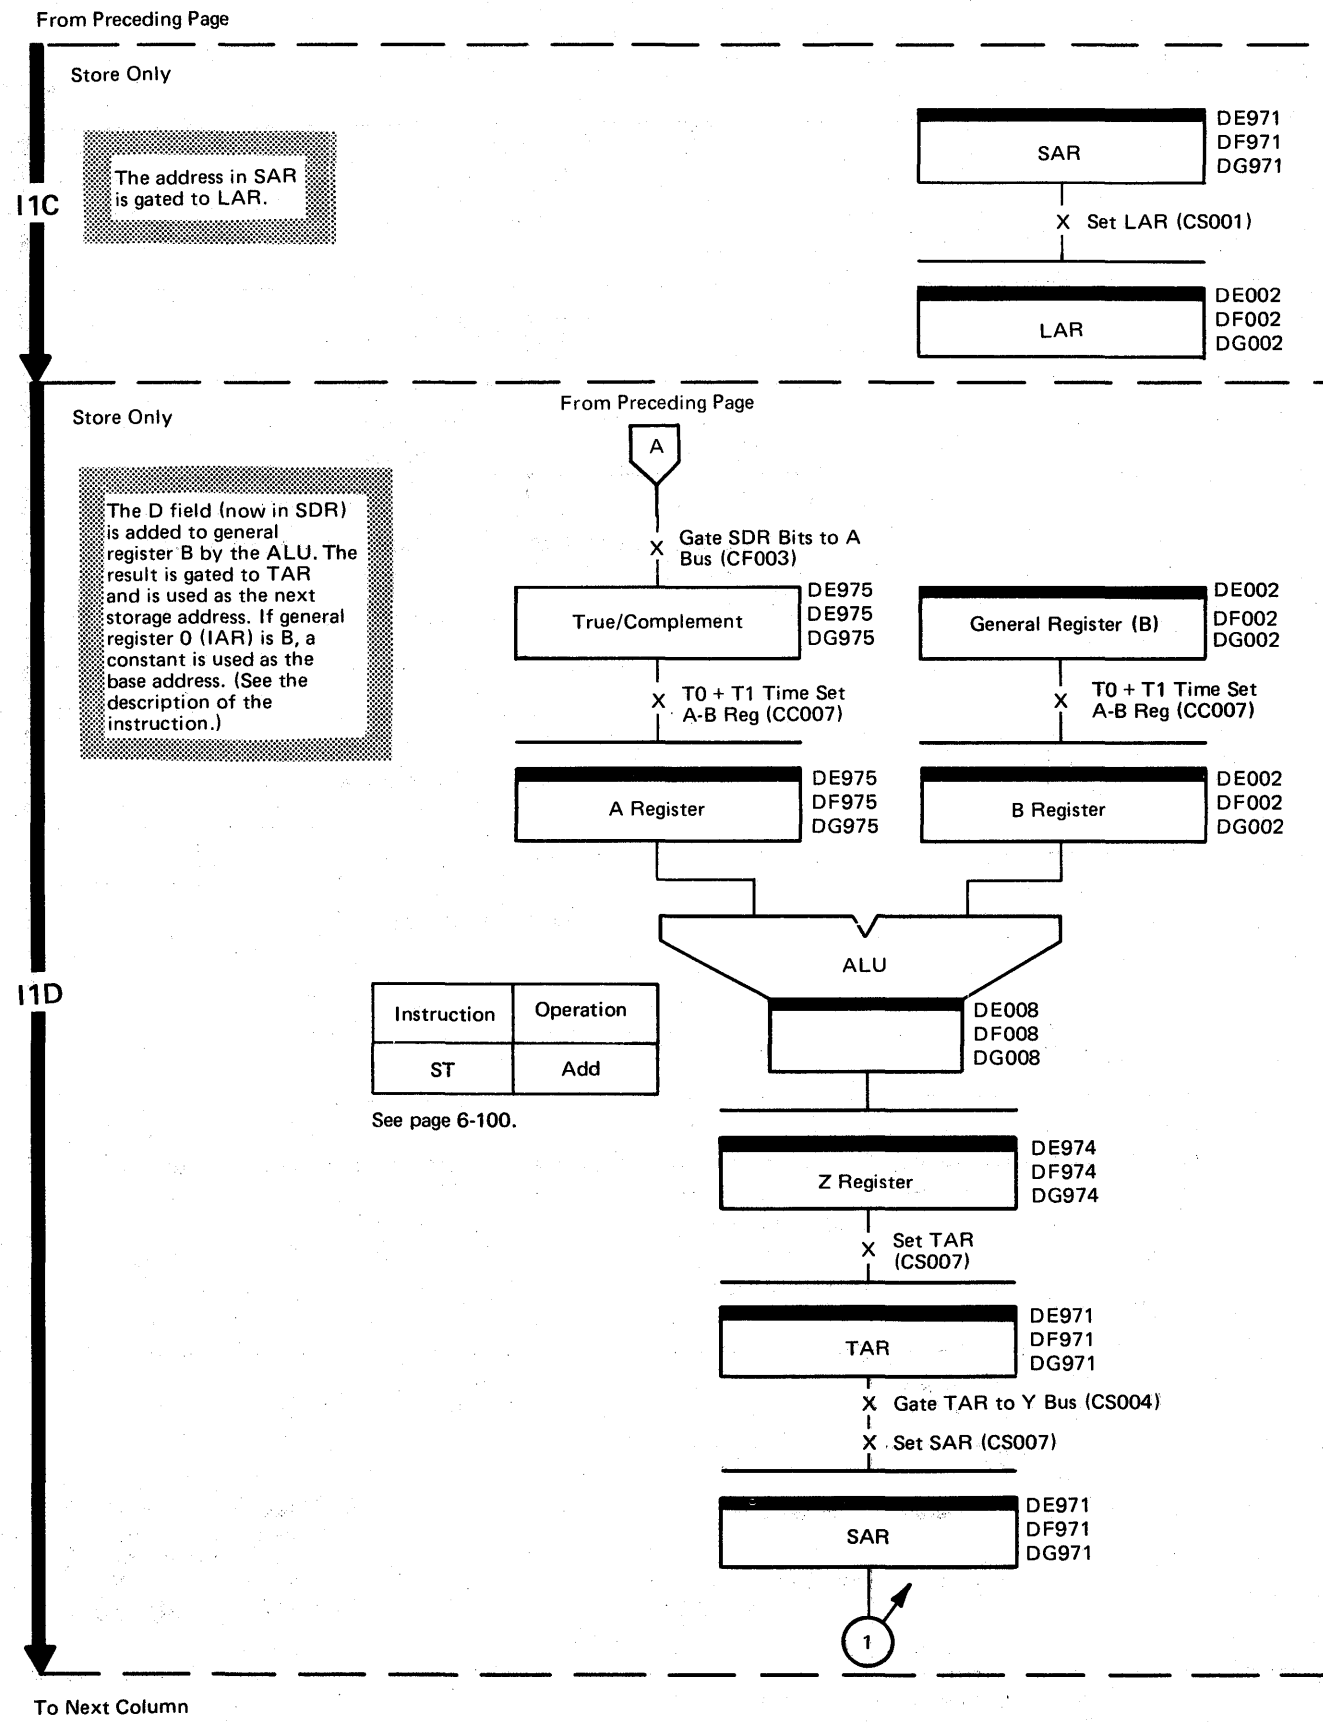 From Preceding Page
Store Only
The address in SAR
is gated to LAR.
I1C
SAR
DE971
DF971
DG971
X Set LAR (CS001)
LAR
DE002
DF002
DG002
Store Only
From Preceding Page
A
The D field (now in SDR)
is added to general
register B by the ALU. The
result is gated to TAR
and is used as the next
storage address. If general
register 0 (IAR) is B, a
constant is used as the
base address. (See the
description of the
instruction.)
X Gate SDR Bits to A
Bus (CF003)
True/Complement
DE975
DE975
DG975
General Register (B)
DE002
DF002
DG002
X T0 + T1 Time Set
A-B Reg (CC007)
X T0 + T1 Time Set
A-B Reg (CC007)
A Register
DE975
DF975
DG975
B Register
DE002
DF002
DG002
ALU
I1D
Instruction Operation
ST Add
See page 6-100.
DE008
DF008
DG008
Z Register
DE974
DF974
DG974
X Set TAR
(CS007)
TAR
DE971
DF971
DG971
X Gate TAR to Y Bus (CS004)
X Set SAR (CS007)
SAR
DE971
DF971
DG971
1
To Next Column